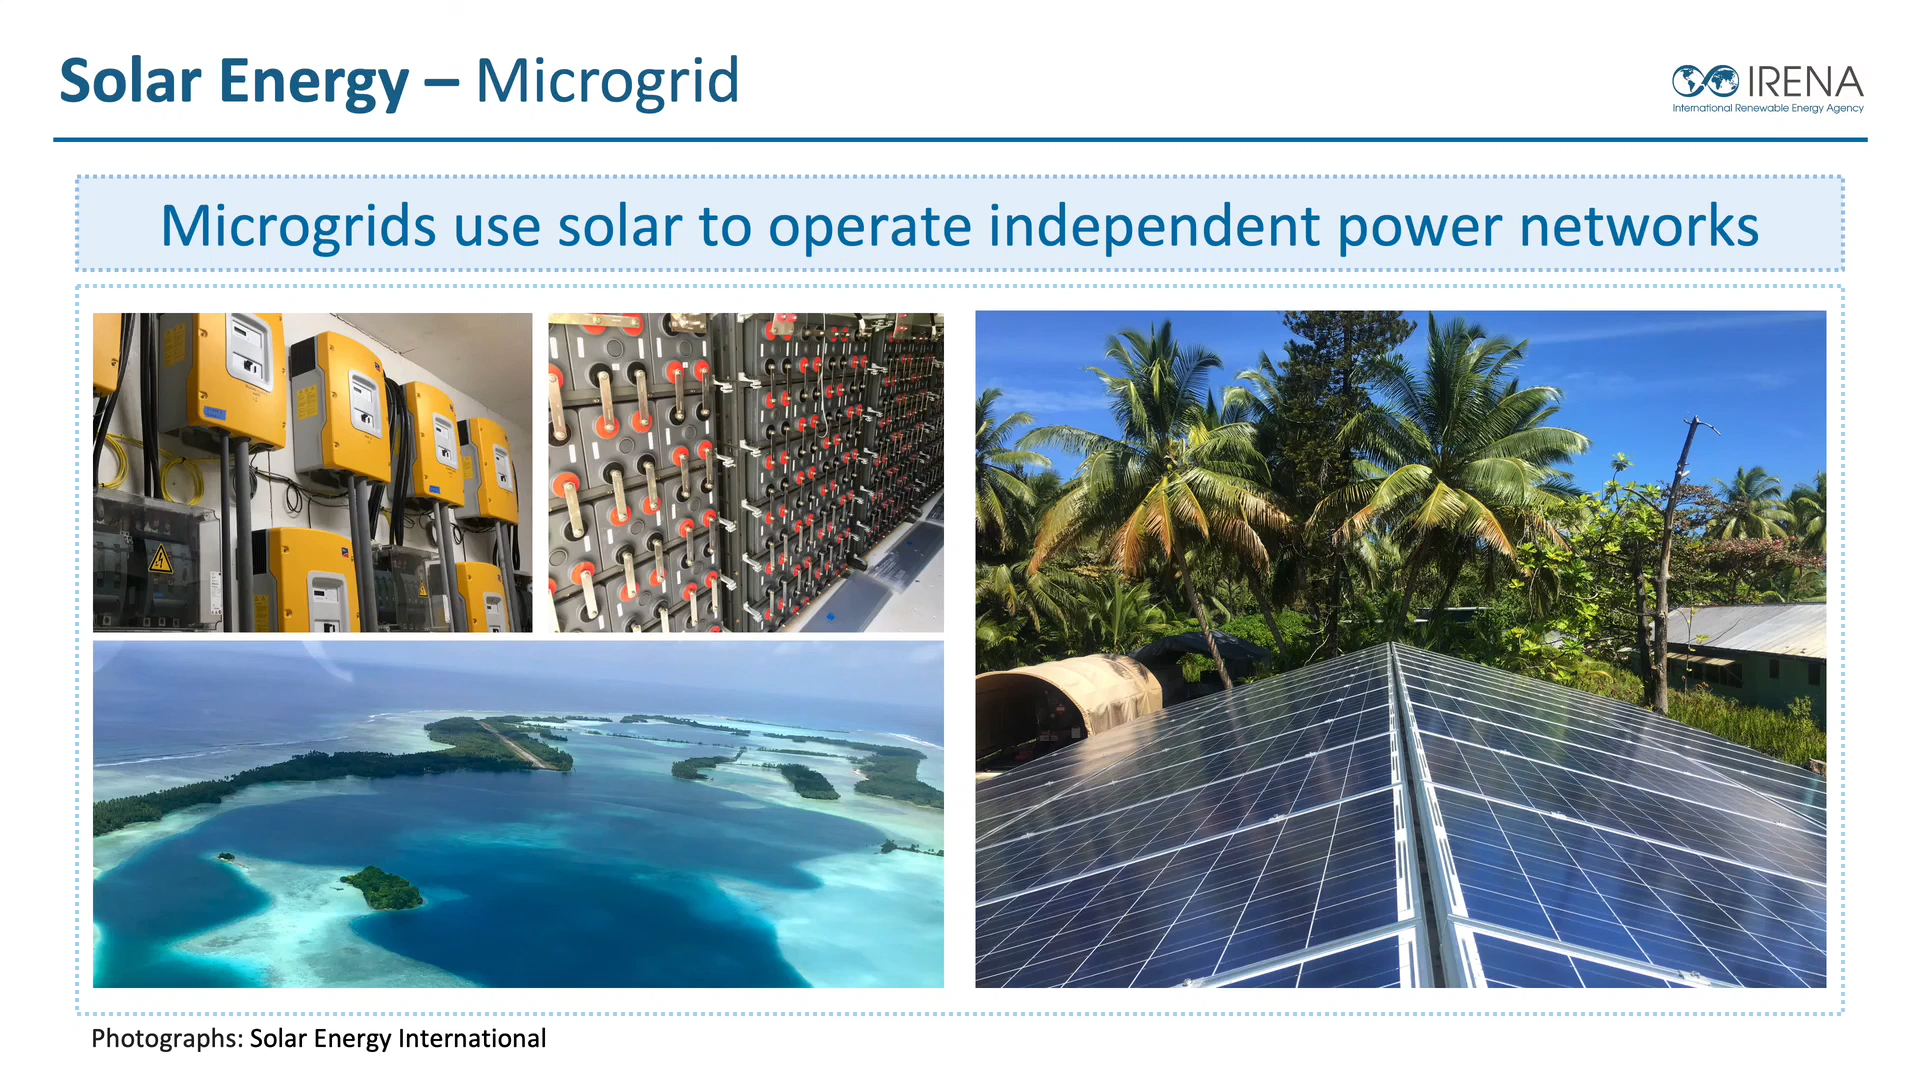 Solar Energy – Microgrid
IRENA
International Renewable Energy Agency
Microgrids use solar to operate independent power networks
Photographs: Solar Energy International